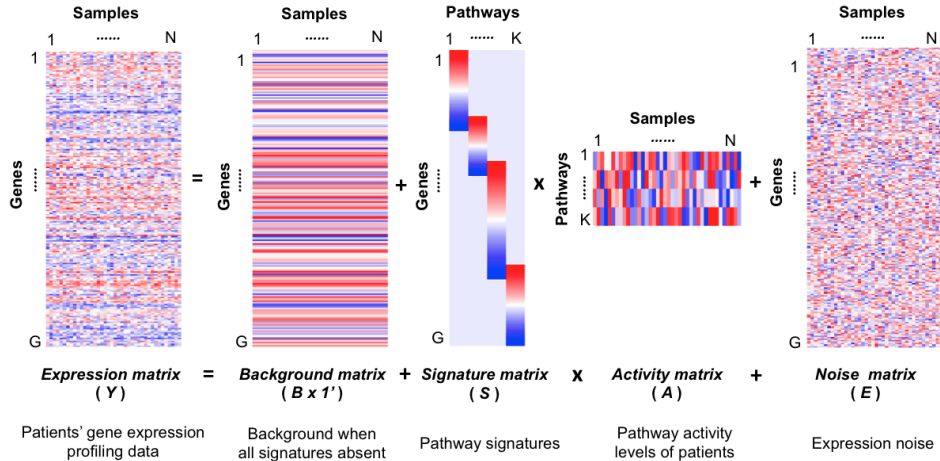 Samples
1 ...... N
Genes
......
1
G
=
Samples
1 ...... N
Genes
......
1
G
+
Pathways
1 ...... K
Genes
......
1
G
x
Samples
1 ...... N
Pathways
......
1
K
+
Samples
1 ...... N
Genes
......
1
G
Expression matrix = Background matrix + Signature matrix x Activity matrix + Noise matrix
( Y ) ( B x 1' ) ( S ) ( A ) ( E )
Patients' gene expression
profiling data
Background when
all signatures absent
Pathway signatures
Pathway activity
levels of patients
Expression noise